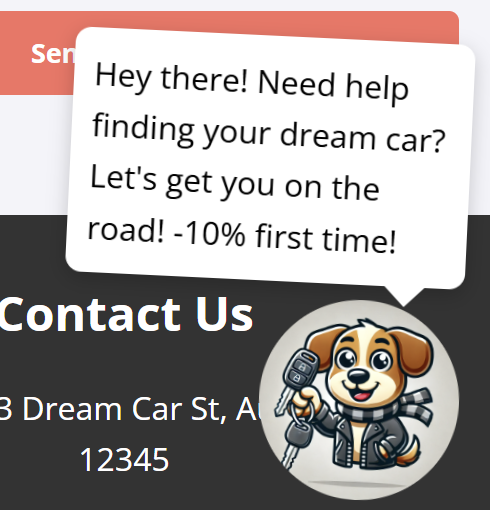 Hey there! Need help
finding your dream car?
Let's get you on the
road! -10% first time!
Contact Us
3 Dream Car St,
12345